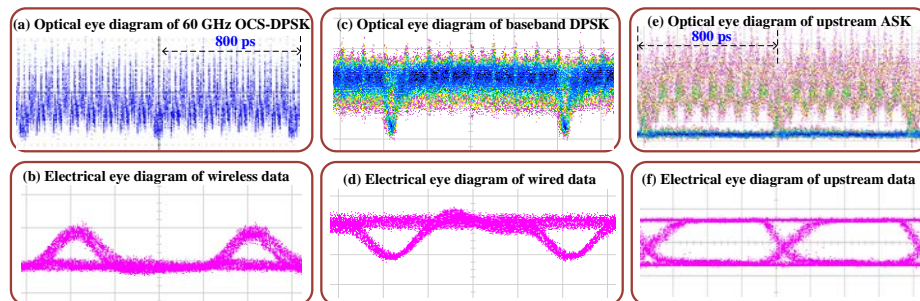 (a) Optical eye diagram of 60 GHz OCS-DPSK
800 ps
(b) Electrical eye diagram of wireless data
(c) Optical eye diagram of baseband DPSK
(d) Electrical eye diagram of wired data
(e) Optical eye diagram of upstream ASK
800 ps
(f) Electrical eye diagram of upstream data